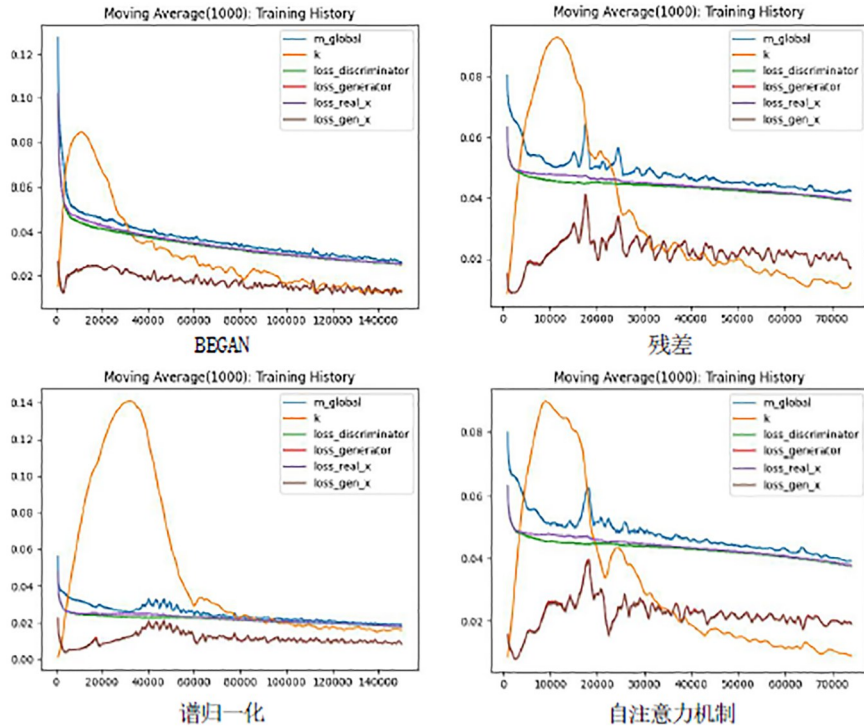 Moving Average(1000): Training History
m_global
k
loss_discriminator
loss_generator
loss_real_x
loss_gen_x
0.12
0.10
0.08
0.06
0.04
0.02
0 20000 40000 60000 80000 100000 120000 140000
BEGAN
Moving Average(1000): Training History
m_global
k
loss_discriminator
loss_generator
loss_real_x
loss_gen_x
0.08
0.06
0.04
0.02
0 10000 20000 30000 40000 50000 60000 70000
残差
Moving Average(1000): Training History
m_global
k
loss_discriminator
loss_generator
loss_real_x
loss_gen_x
0.14
0.12
0.10
0.08
0.06
0.04
0.02
0.00
0 20000 40000 60000 80000 100000 120000 140000
谱归一化
Moving Average(1000): Training History
m_global
k
loss_discriminator
loss_generator
loss_real_x
loss_gen_x
0.08
0.06
0.04
0.02
0 10000 20000 30000 40000 50000 60000 70000
自注意力机制